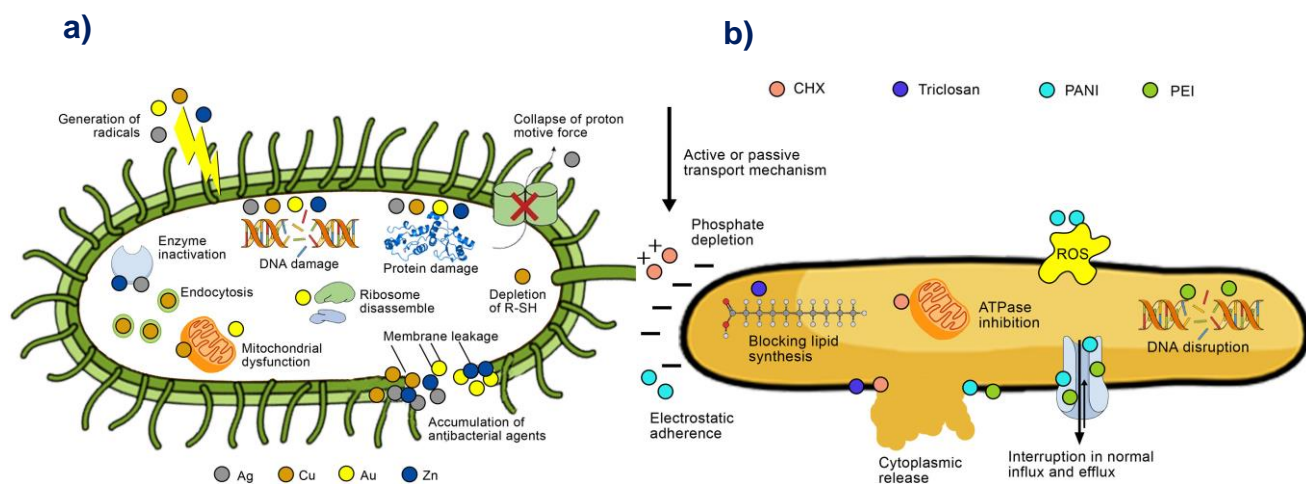 a)
Generation of
radicals
Collapse of proton
motive force
Enzyme
inactivation
DNA damage
Protein damage
Endocytosis
Ribosome
disassemble
Depletion
of R-SH
Mitochondrial
dysfunction
Membrane leakage
Accumulation of
antibacterial agents
Ag
Cu
Au
Zn
b)
CHX
Triclosan
PANI
PEI
Active or passive
transport mechanism
Phosphate
depletion
+
+
+
ROS
ATPase
inhibition
Blocking lipid
synthesis
DNA disruption
Electrostatic
adherence
Cytoplasmic
release
Interruption in normal
influx and efflux